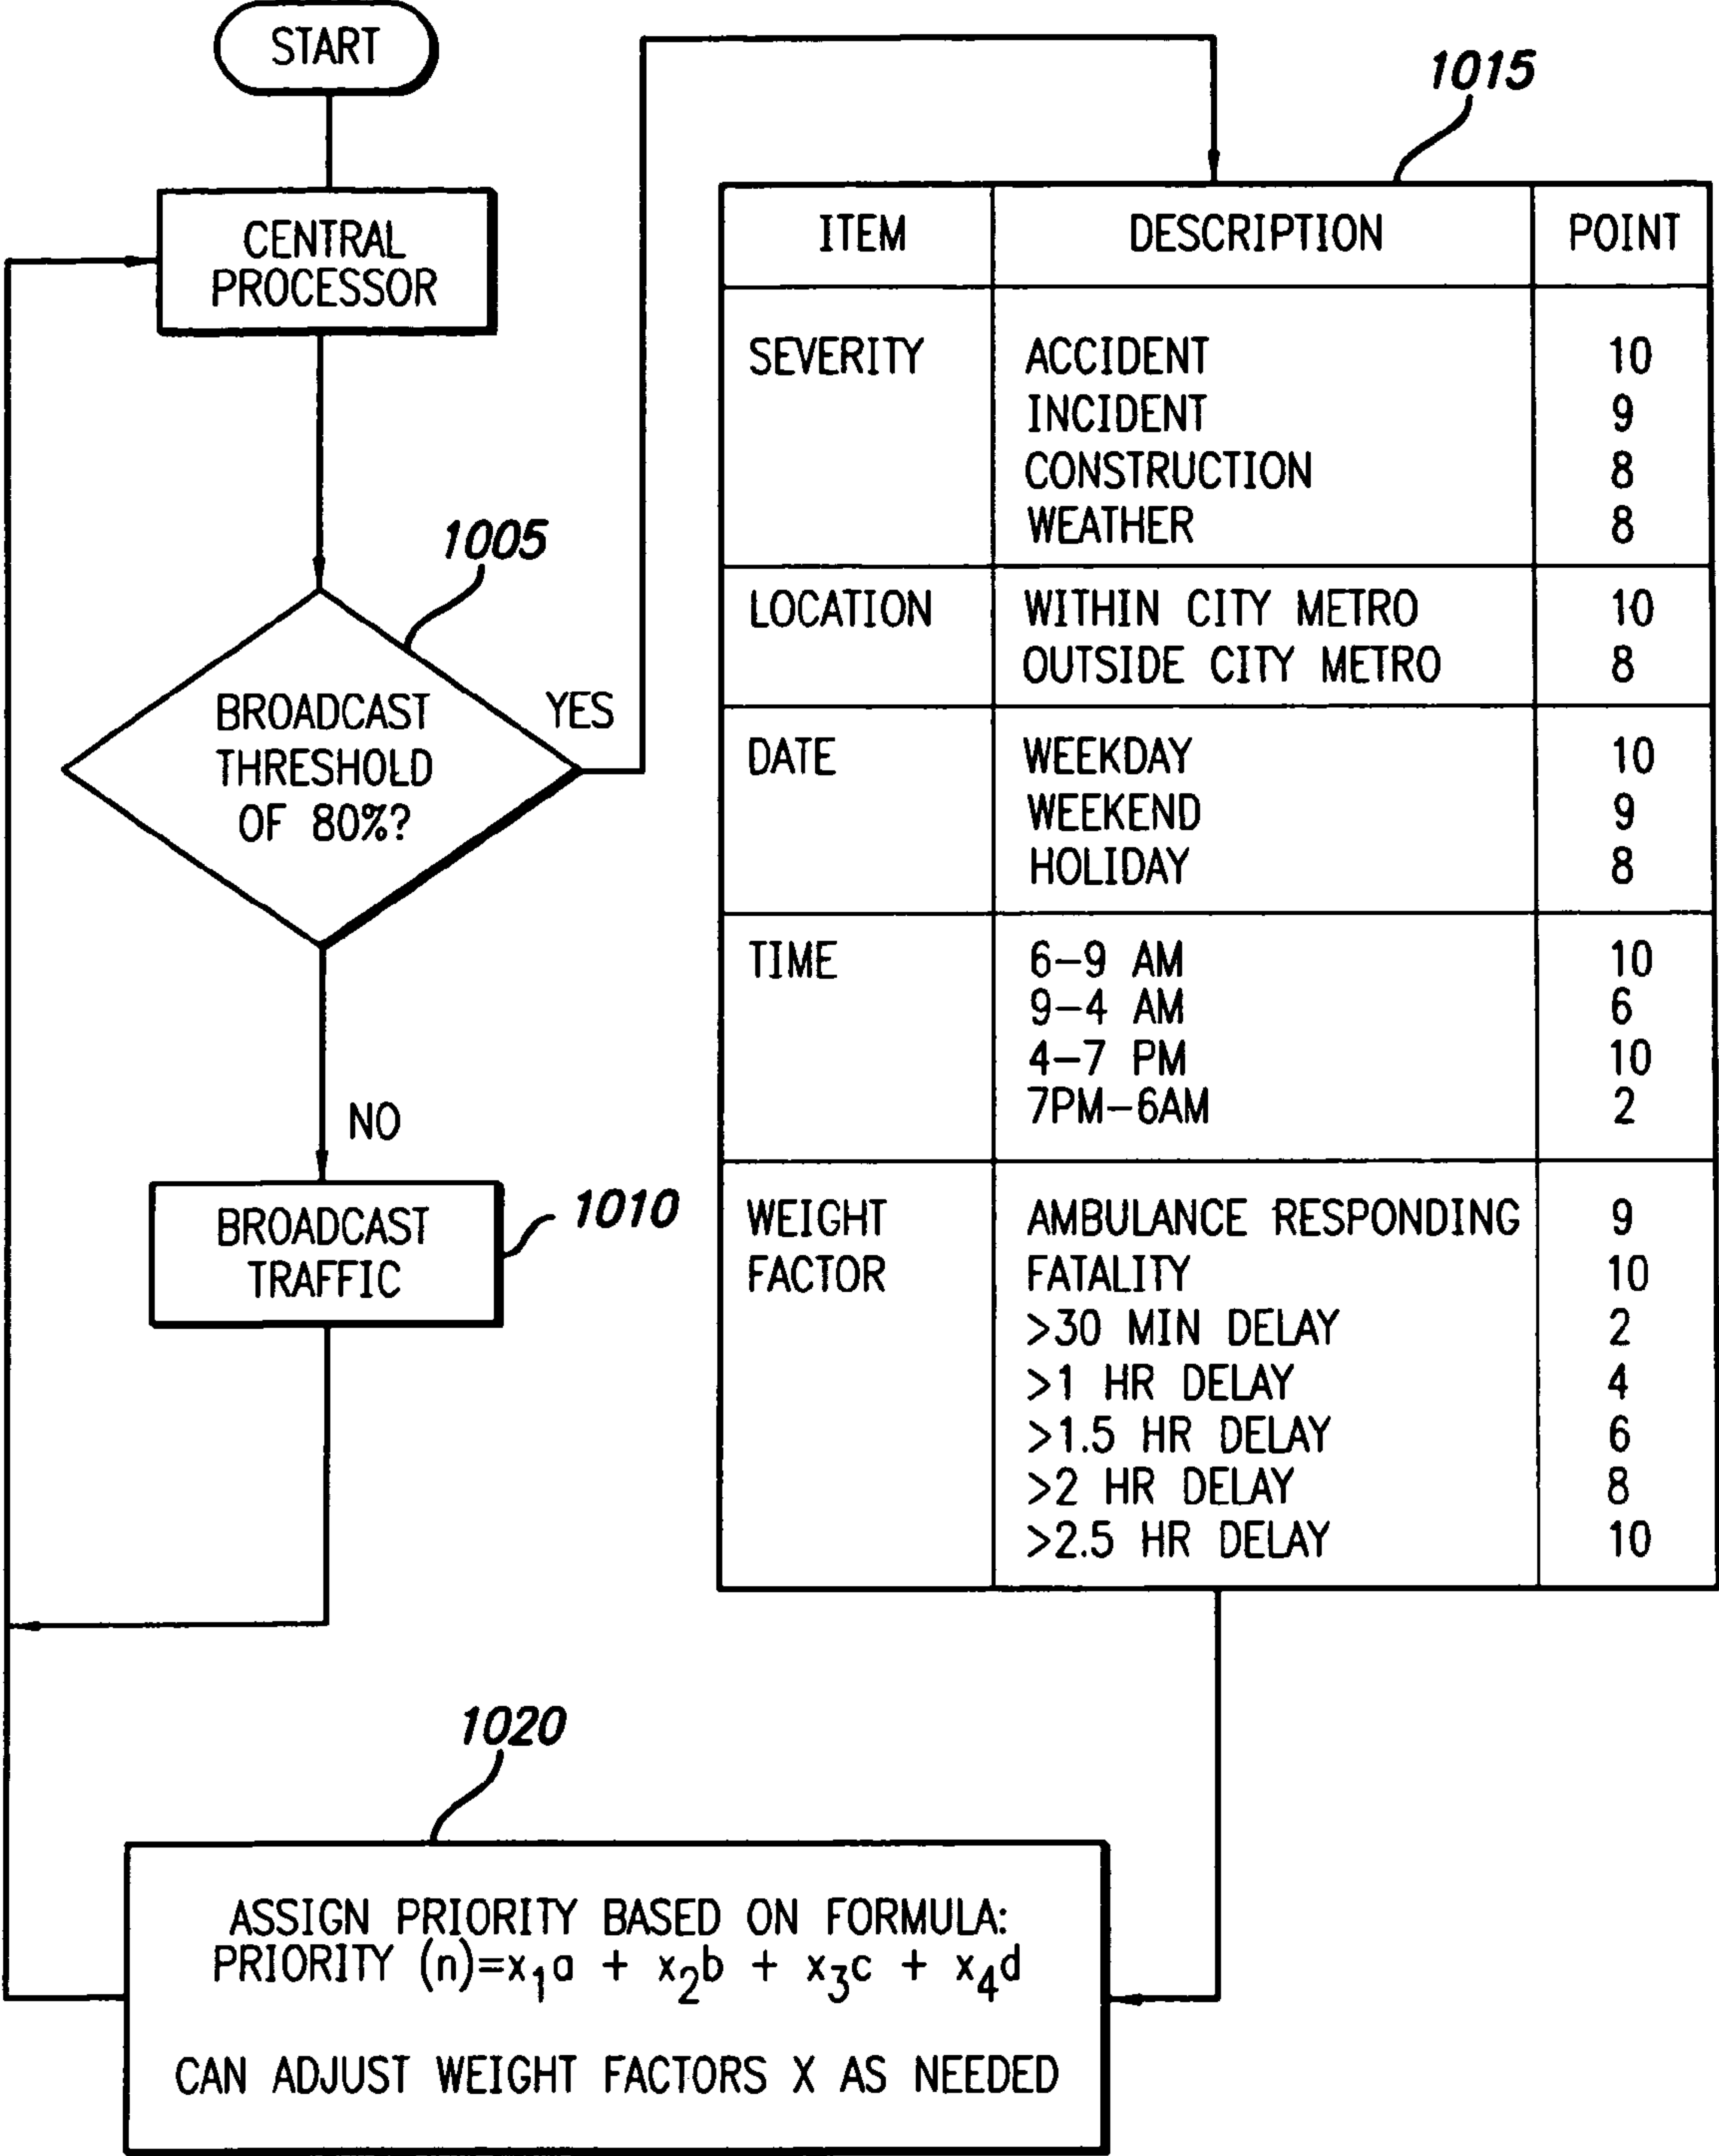 START
CENTRAL
PROCESSOR
1005
BROADCAST
THRESHOLD
OF 80%?
YES
NO
BROADCAST
TRAFFIC
1010
1015
ITEM DESCRIPTION POINT
SEVERITY ACCIDENT 10
INCIDENT 9
CONSTRUCTION 8
WEATHER 8
LOCATION WITHIN CITY METRO 10
OUTSIDE CITY METRO 8
DATE WEEKDAY 10
WEEKEND 9
HOLIDAY 8
TIME 6-9 AM 10
9-4 AM 6
4-7 PM 10
7PM-6AM 2
WEIGHT AMBULANCE RESPONDING 9
FACTOR FATALITY 10
>30 MIN DELAY 2
>1 HR DELAY 4
>1.5 HR DELAY 6
>2 HR DELAY 8
>2.5 HR DELAY 10
1020
ASSIGN PRIORITY BASED ON FORMULA:
PRIORITY (n)=x₁a + x₂b + x₃c + x₄d
CAN ADJUST WEIGHT FACTORS X AS NEEDED